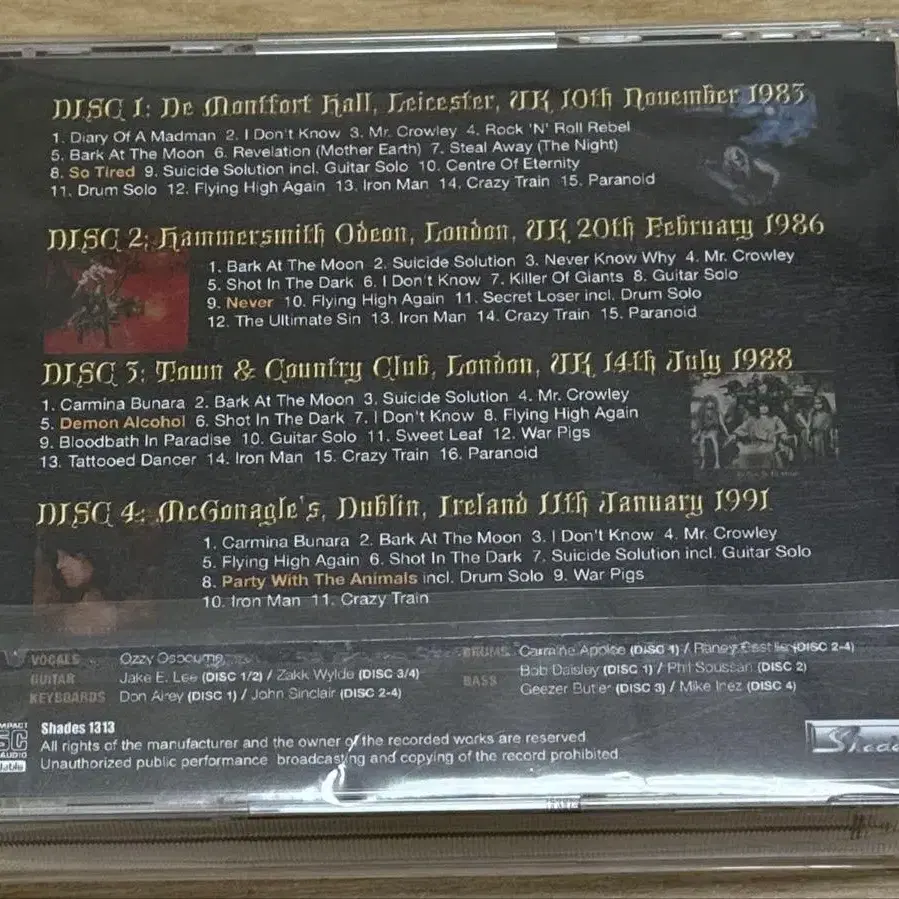 DISC 1: De Montfort Hall, Leicester, UK 10th November 1983
1. Diary Of A Madman 2. I Don't Know 3. Mr. Crowley 4. Rock 'N' Roll Rebel
5. Bark At The Moon 6. Revelation (Mother Earth) 7. Steal Away (The Night)
8. So Tired 9. Suicide Solution incl. Guitar Solo 10. Centre Of Eternity
11. Drum Solo 12. Flying High Again 13. Iron Man 14. Crazy Train 15. Paranoid
DISC 2: Hammersmith Odeon, London, UK 20th February 1986
1. Bark At The Moon 2. Suicide Solution 3. Never Know Why 4. Mr. Crowley
5. Shot In The Dark 6. I Don't Know 7. Killer Of Giants 8. Guitar Solo
9. Never 10. Flying High Again 11. Secret Loser incl. Drum Solo
12. The Ultimate Sin 13. Iron Man 14. Crazy Train 15. Paranoid
DISC 3: Town & Country Club, London, UK 14th July 1988
1. Carmina Bunara 2. Bark At The Moon 3. Suicide Solution 4. Mr. Crowley
5. Demon Alcohol 6. Shot In The Dark 7. I Don't Know 8. Flying High Again
9. Bloodbath In Paradise 10. Guitar Solo 11. Sweet Leaf 12. War Pigs
13. Tattooed Dancer 14. Iron Man 15. Crazy Train 16. Paranoid
DISC 4: McGonagle's, Dublin, Ireland 11th January 1991
1. Carmina Bunara 2. Bark At The Moon 3. I Don't Know 4. Mr. Crowley
5. Flying High Again 6. Shot In The Dark 7. Suicide Solution incl. Guitar Solo
8. Party With The Animals incl. Drum Solo 9. War Pigs
10. Iron Man 11. Crazy Train
VOCALS Ozzy Osbourne
GUITAR Jake E. Lee (DISC 1/2) / Zakk Wylde (DISC 3/4)
KEYBOARDS Don Airey (DISC 1) / John Sinclair (DISC 2-4)
DRUMS Carmine Appice (DISC 1) / Randy Castillo (DISC 2-4)
BASS Bob Daisley (DISC 1) / Phil Soussan (DISC 2)
Geezer Butler (DISC 3) / Mike Inez (DISC 4)
Shades 1313
All rights of the manufacturer and the owner of the recorded works are reserved
Unauthorized public performance broadcasting and copying of the record prohibited